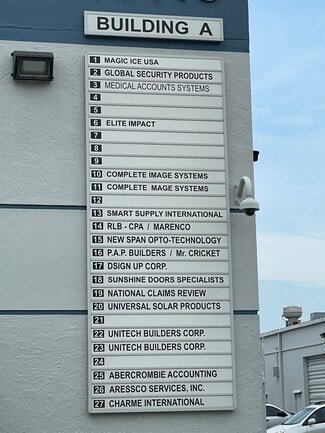 BUILDING A
1 MAGIC ICE USA
2 GLOBAL SECURITY PRODUCTS
3 MEDICAL ACCOUNTS SYSTEMS
4
5
6 ELITE IMPACT
7
8
9
10 COMPLETE IMAGE SYSTEMS
11 COMPLETE MAGE SYSTEMS
12
13 SMART SUPPLY INTERNATIONAL
14 RLB - CPA / MARENCO
15 NEW SPAN OPTO-TECHNOLOGY
16 P.A.P. BUILDERS / Mr. CRICKET
17 DSIGN UP CORP.
18 SUNSHINE DOORS SPECIALISTS
19 NATIONAL CLAIMS REVIEW
20 UNIVERSAL SOLAR PRODUCTS
21
22 UNITECH BUILDERS CORP.
23 UNITECH BUILDERS CORP.
24
25 ABERCROMBIE ACCOUNTING
26 ARESSCO SERVICES, INC.
27 CHARME INTERNATIONAL